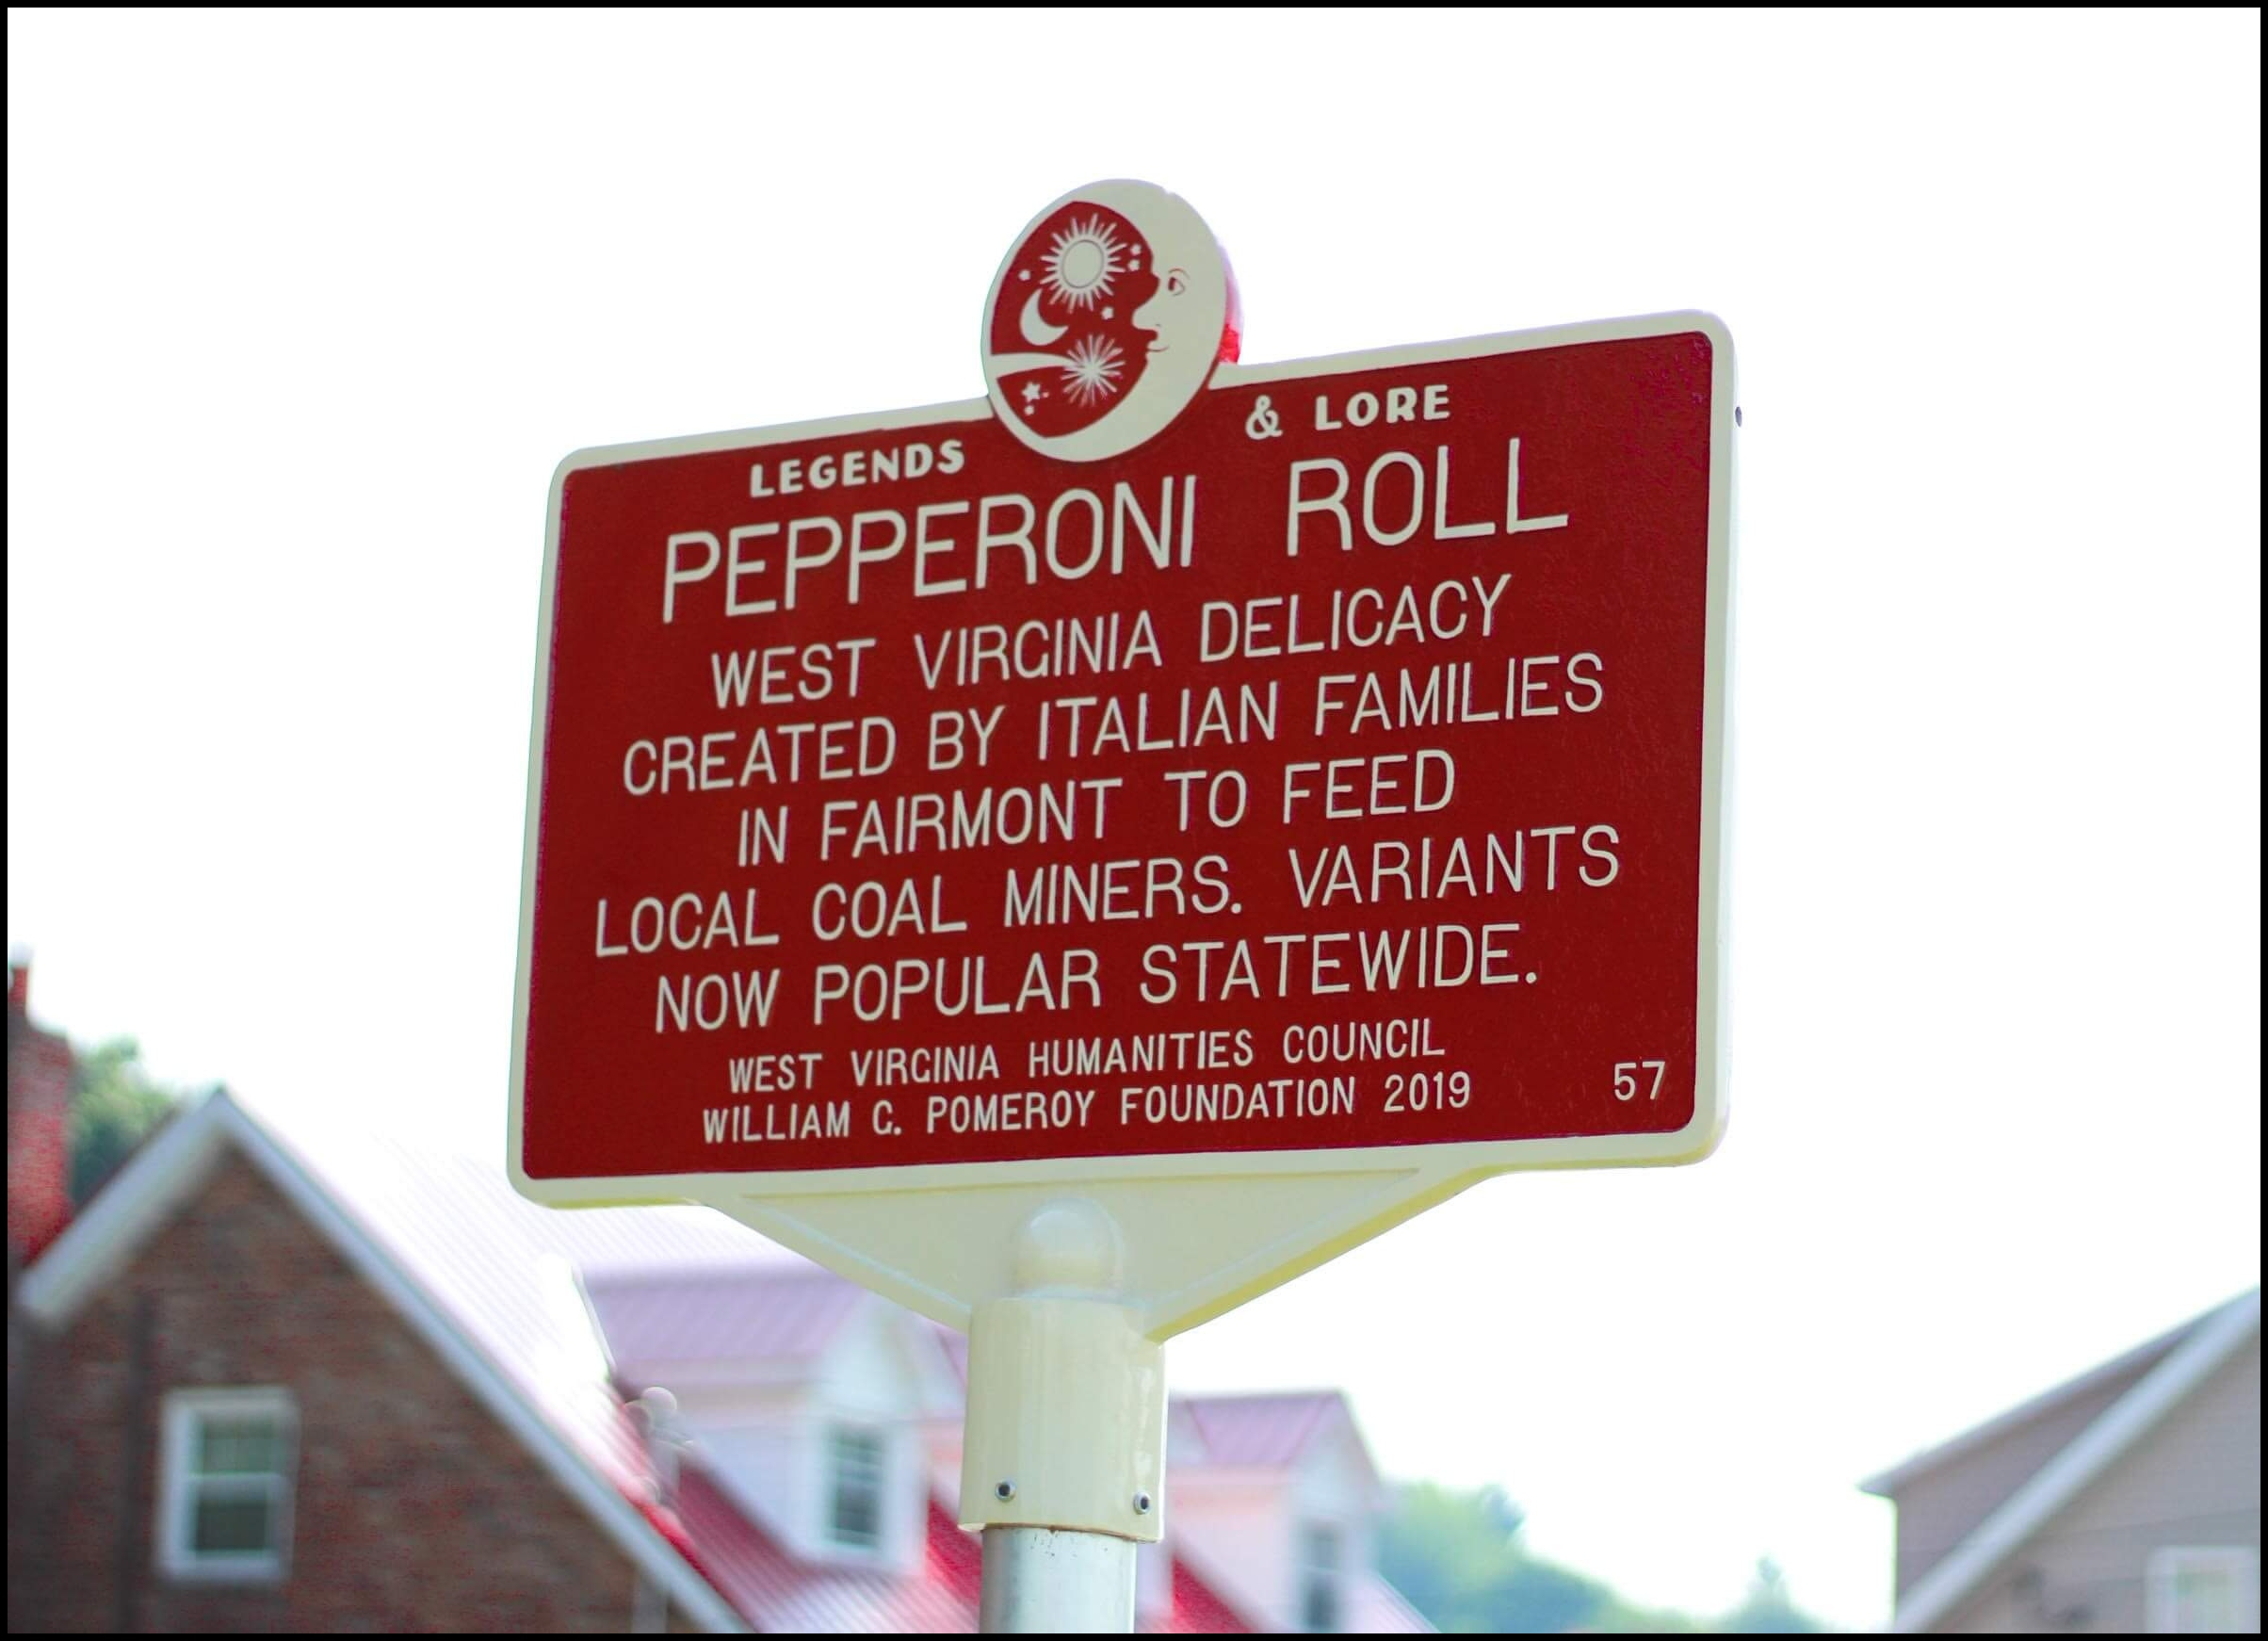 LEGENDS & LORE
PEPPERONI ROLL
WEST VIRGINIA DELICACY
CREATED BY ITALIAN FAMILIES
IN FAIRMONT TO FEED
LOCAL COAL MINERS. VARIANTS
NOW POPULAR STATEWIDE.
WEST VIRGINIA HUMANITIES COUNCIL
WILLIAM G. POMEROY FOUNDATION 2019 57